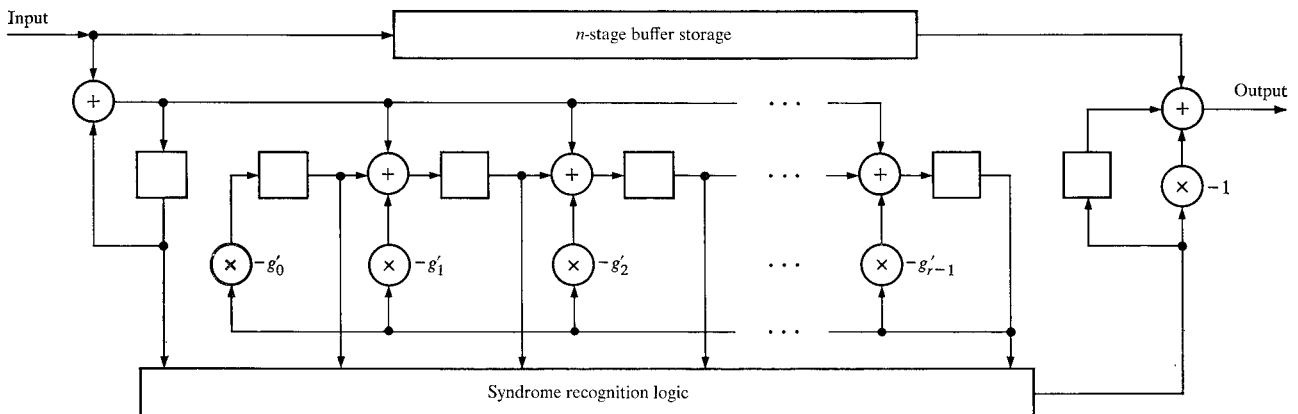 Input
n-stage buffer storage
+
+
Output
+
+
+
×
-1
×
-g′₀
×
-g′₁
×
-g′₂
. . .
. . .
. . .
×
-g′ᵣ₋₁
. . .
Syndrome recognition logic